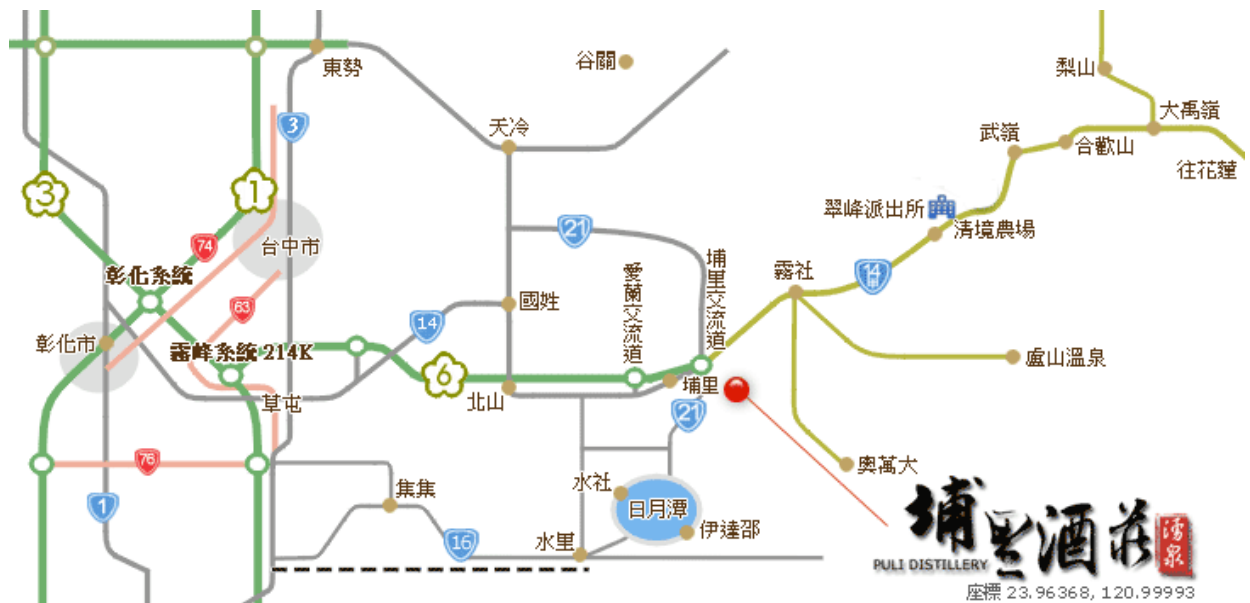 谷關
梨山
東勢
大禹嶺
3
天冷
武嶺
合歡山
往花蓮
3
1
翠峰派出所
清境農場
74
台中市
21
彰化系統
愛蘭交流道
埔里交流道
霧社
14
國姓
63
14
彰化市
霧峰系統 214K
盧山溫泉
6
埔里
北山
草屯
21
76
奧萬大
水社
集集
1
日月潭
伊達邵
16
水里
埔里酒莊
PULI DISTILLERY
座標 23.96368, 120.99993